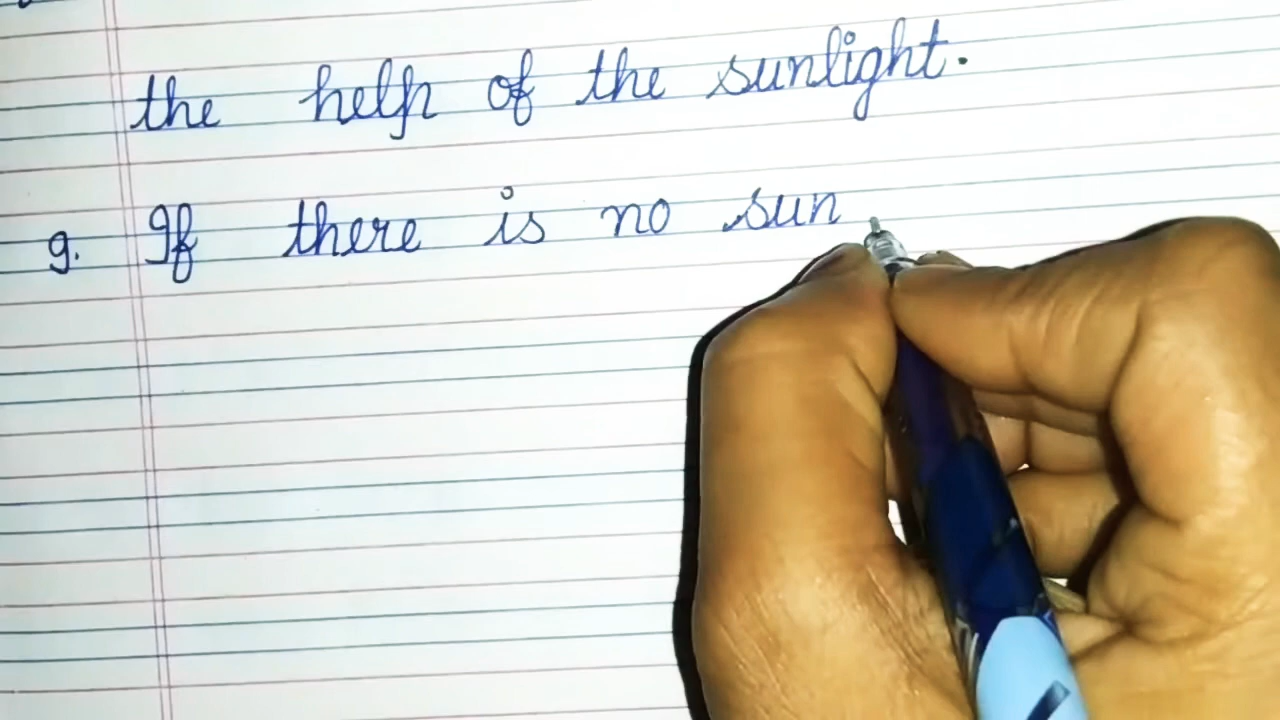 the help of the sunlight.
9. If there is no sun